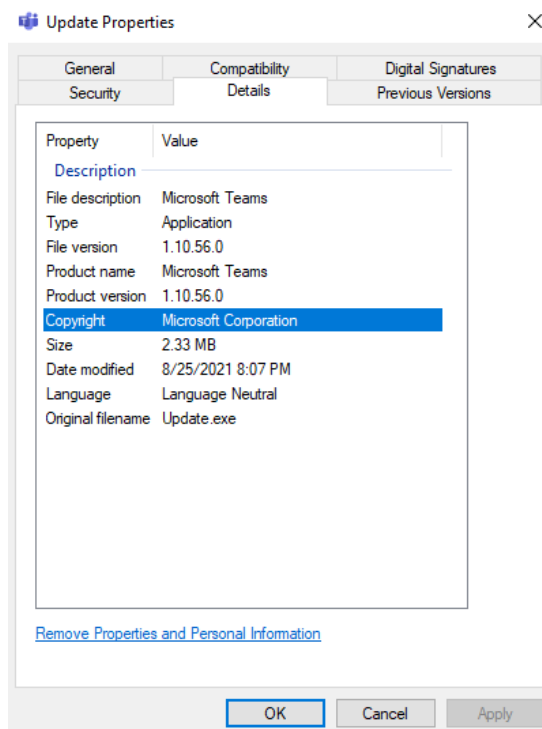 Update Properties
General Compatibility Digital Signatures
Security Details Previous Versions
Property Value
Description
File description Microsoft Teams
Type Application
File version 1.10.56.0
Product name Microsoft Teams
Product version 1.10.56.0
Copyright Microsoft Corporation
Size 2.33 MB
Date modified 8/25/2021 8:07 PM
Language Language Neutral
Original filename Update.exe
Remove Properties and Personal Information
OK Cancel Apply